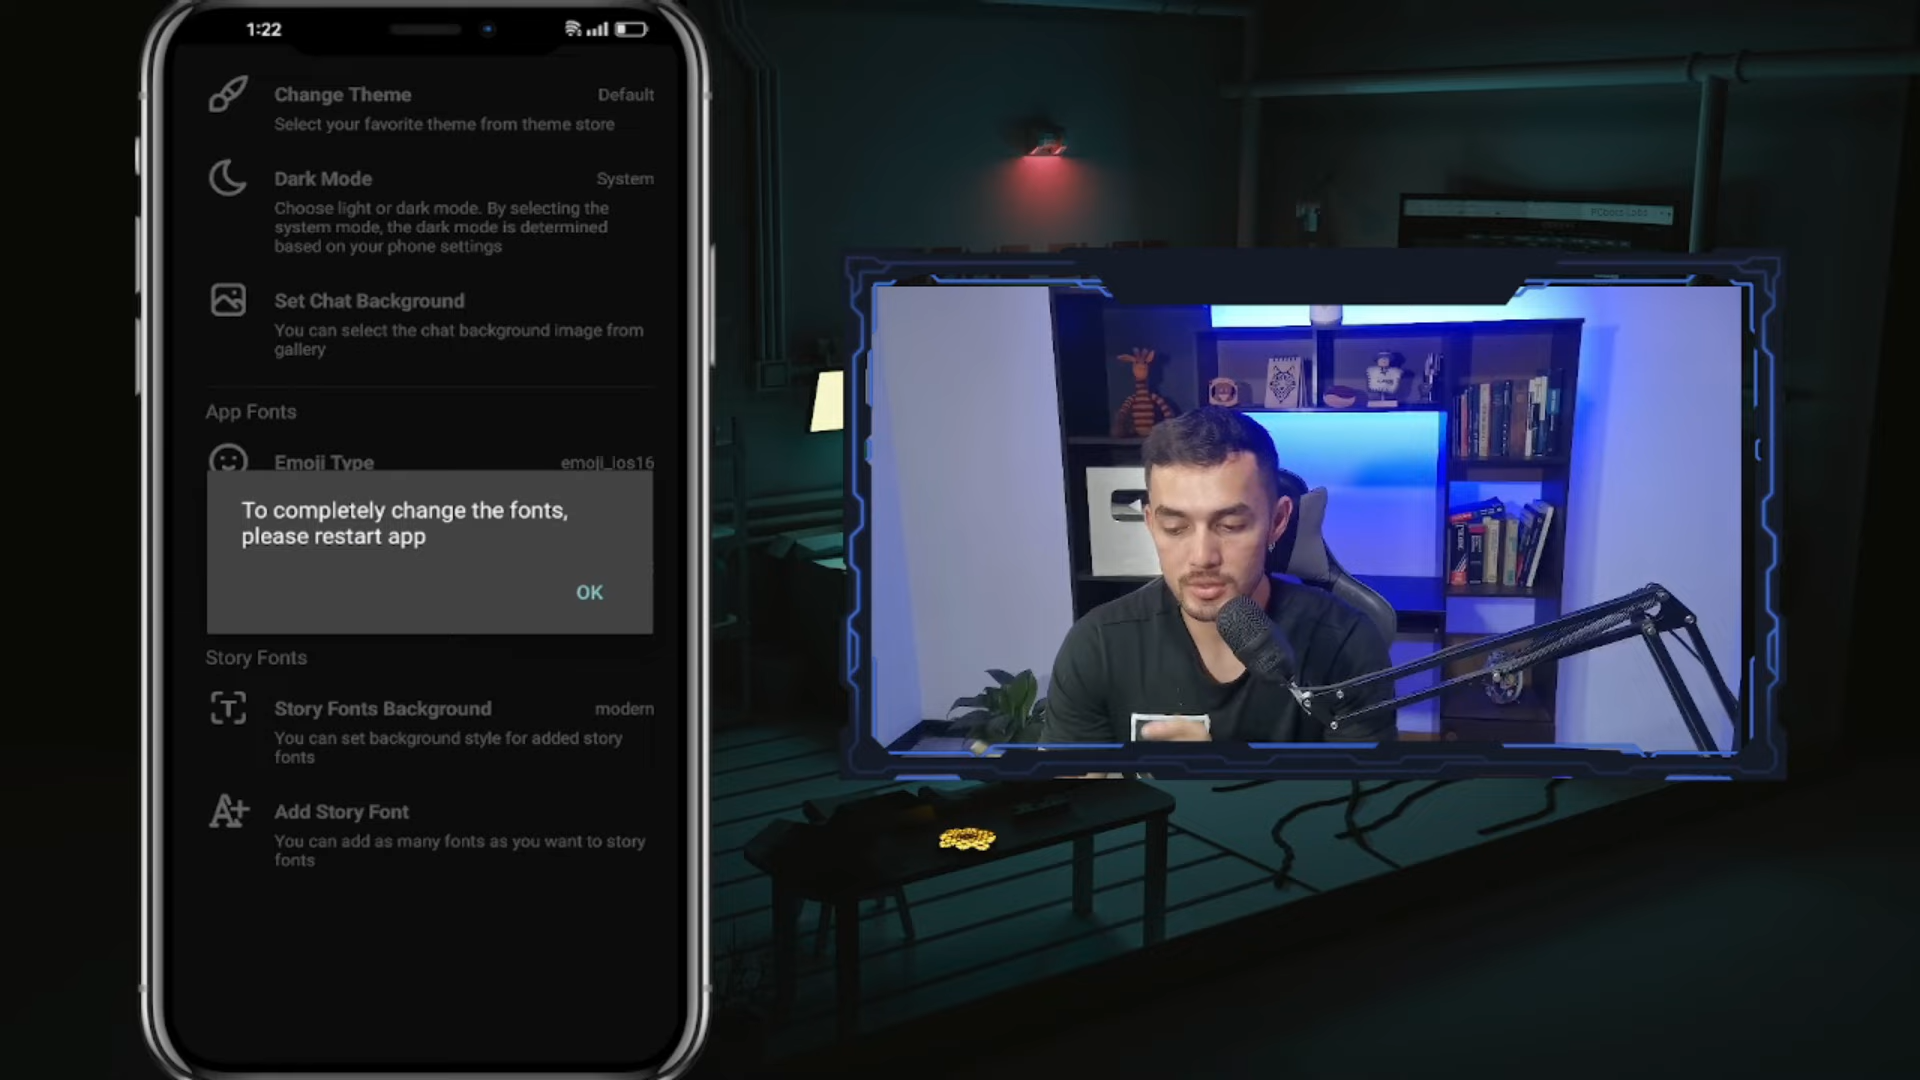 1:22
Change Theme Default
Select your favorite theme from theme store
Dark Mode System
Choose light or dark mode. By selecting the
system mode, the dark mode is determined
based on your phone settings
Set Chat Background
You can select the chat background image from
gallery
App Fonts
Emoji Type emoji_ios16
To completely change the fonts,
please restart app
OK
Story Fonts
Story Fonts Background modern
You can set background style for added story
fonts
Add Story Font
You can add as many fonts as you want to story
fonts